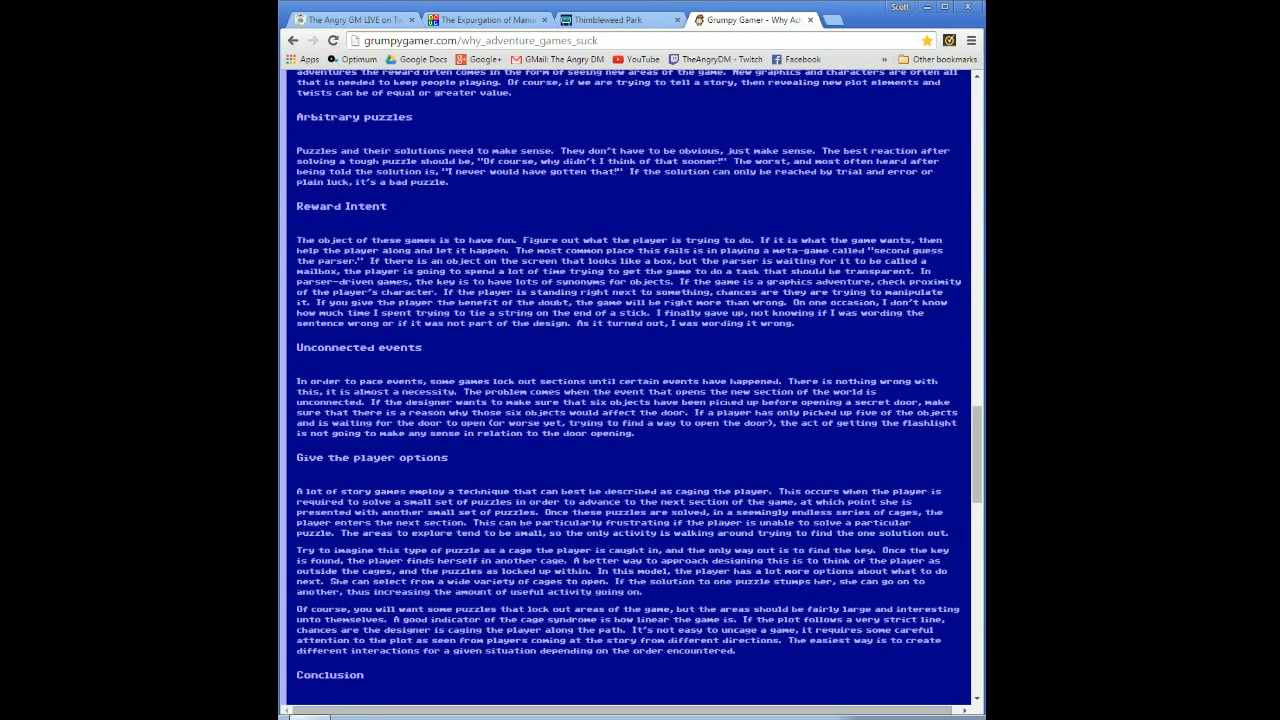 Scott
The Angry GM LIVE on Tw
The Expurgation of Mania
Thimbleweed Park
Grumpy Gamer - Why Adv
grumpygamer.com/why_adventure_games_suck
Apps Optimum Google Docs Google+ GMail: The Angry DM YouTube TheAngryDM - Twitch Facebook » Other bookmarks
adventures the reward often comes in the form of seeing new areas of the game. New graphics and characters are often all
that is needed to keep people playing. Of course, if we are trying to tell a story, then revealing new plot elements and
twists can be of equal or greater value.
Arbitrary puzzles
Puzzles and their solutions need to make sense. They don't have to be obvious, just make sense. The best reaction after
solving a tough puzzle should be, "Of course, why didn't I think of that sooner!" The worst, and most often heard after
being told the solution is, "I never would have gotten that!" If the solution can only be reached by trial and error or
plain luck, it's a bad puzzle.
Reward Intent
The object of these games is to have fun. Figure out what the player is trying to do. If it is what the game wants, then
help the player along and let it happen. The most common place this fails is in playing a meta-game called "second guess
the parser." If there is an object on the screen that looks like a box, but the parser is waiting for it to be called a
mailbox, the player is going to spend a lot of time trying to get the game to do a task that should be transparent. In
parser-driven games, the key is to have lots of synonyms for objects. If the game is a graphics adventure, check proximity
of the player's character. If the player is standing right next to something, chances are they are trying to manipulate
it. If you give the player the benefit of the doubt, the game will be right more than wrong. On one occasion, I don't know
how much time I spent trying to tie a string on the end of a stick. I finally gave up, not knowing if I was wording the
sentence wrong or if it was not part of the design. As it turned out, I was wording it wrong.
Unconnected events
In order to pace events, some games lock out sections until certain events have happened. There is nothing wrong with
this, it is almost a necessity. The problem comes when the event that opens the new section of the world is
unconnected. If the designer wants to make sure that six objects have been picked up before opening a secret door, make
sure that there is a reason why those six objects would affect the door. If a player has only picked up five of the objects
and is waiting for the door to open (or worse yet, trying to find a way to open the door), the act of getting the flashlight
is not going to make any sense in relation to the door opening.
Give the player options
A lot of story games employ a technique that can best be described as caging the player. This occurs when the player is
required to solve a small set of puzzles in order to advance to the next section of the game, at which point she is
presented with another small set of puzzles. Once these puzzles are solved, in a seemingly endless series of cages, the
player enters the next section. This can be particularly frustrating if the player is unable to solve a particular
puzzle. The areas to explore tend to be small, so the only activity is walking around trying to find the one solution out.
Try to imagine this type of puzzle as a cage the player is caught in, and the only way out is to find the key. Once the key
is found, the player finds herself in another cage. A better way to approach designing this is to think of the player as
outside the cages, and the puzzles as locked up within. In this model, the player has a lot more options about what to do
next. She can select from a wide variety of cages to open. If the solution to one puzzle stumps her, she can go on to
another, thus increasing the amount of useful activity going on.
Of course, you will want some puzzles that lock out areas of the game, but the areas should be fairly large and interesting
unto themselves. A good indicator of the cage syndrome is how linear the game is. If the plot follows a very strict line,
chances are the designer is caging the player along the path. It's not easy to uncage a game, it requires some careful
attention to the plot as seen from players coming at the story from different directions. The easiest way is to create
different interactions for a given situation depending on the order encountered.
Conclusion